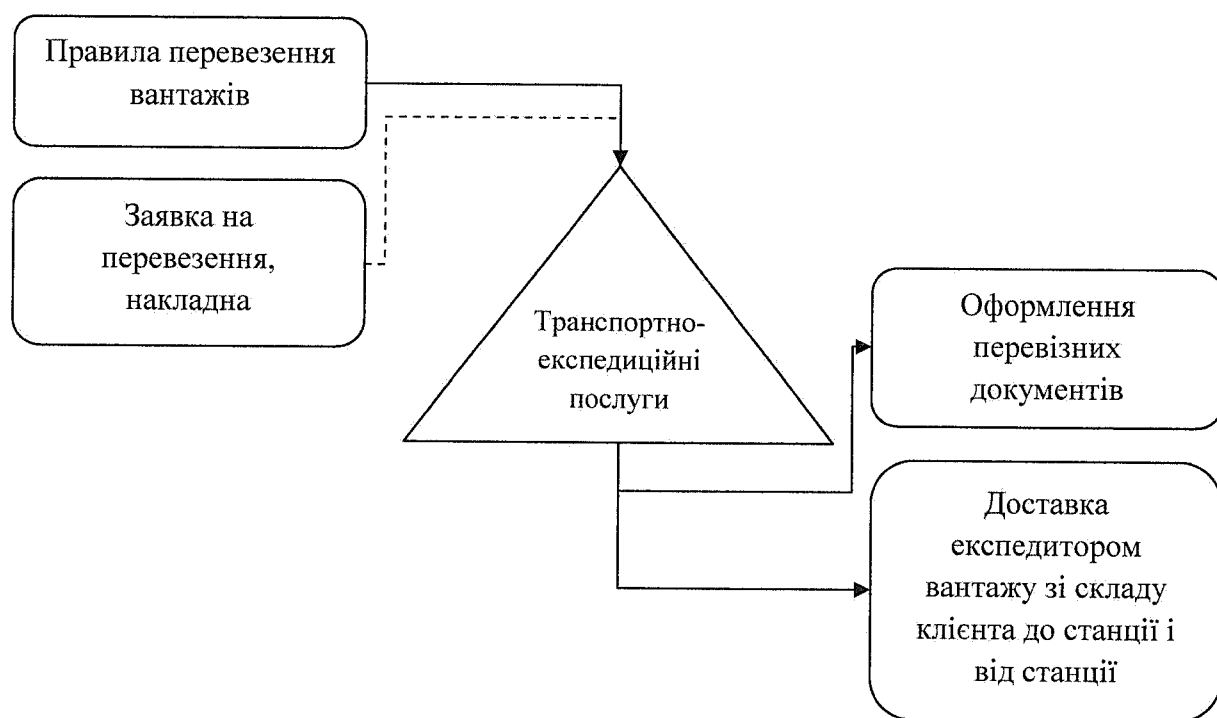 Правила перевезення
вантажів
Заявка на
перевезення,
накладна
Транспортно-
експедиційні
послуги
Оформлення
перевізних
документів
Доставка
експедитором
вантажу зі складу
клієнта до станції і
від станції